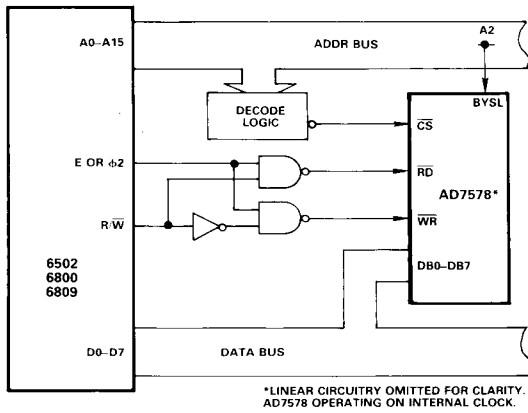 A0–A15
ADDR BUS
A2
BYSL
DECODE
LOGIC
CS
E OR ϕ2
RD
AD7578*
R/W
WR
6502
6800
6809
DB0–DB7
D0–D7
DATA BUS
*LINEAR CIRCUITRY OMITTED FOR CLARITY.
AD7578 OPERATING ON INTERNAL CLOCK.